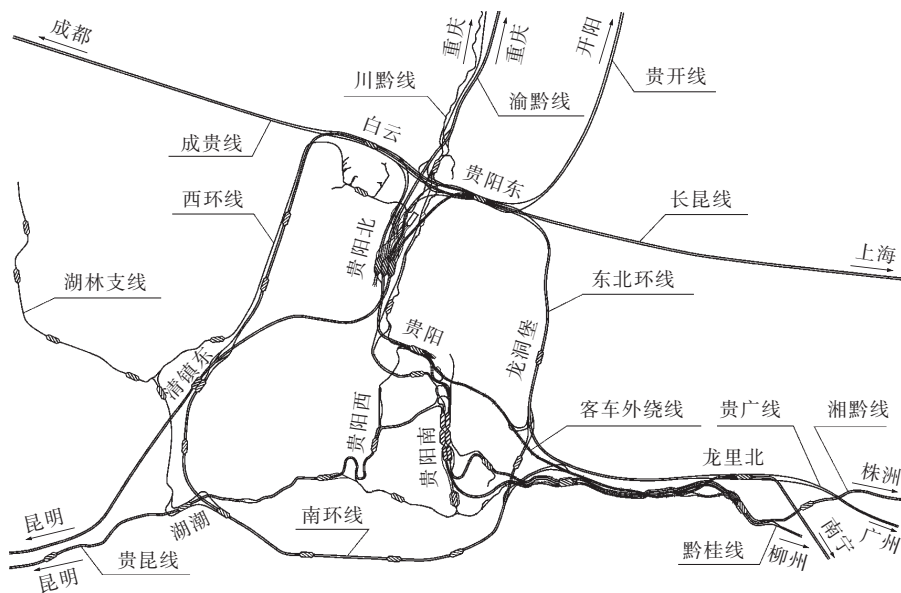 成都
重庆
重庆
开阳
川黔线
渝黔线
贵开线
白云
成贵线
贵阳东
西环线
长昆线
贵阳北
上海
湖林支线
东北环线
贵阳
龙洞堡
清镇东
贵阳西
贵阳南
客车外绕线
贵广线
湘黔线
龙里北
株洲
昆明
湖潮
南环线
广州
南宁
昆明
贵昆线
黔桂线
柳州